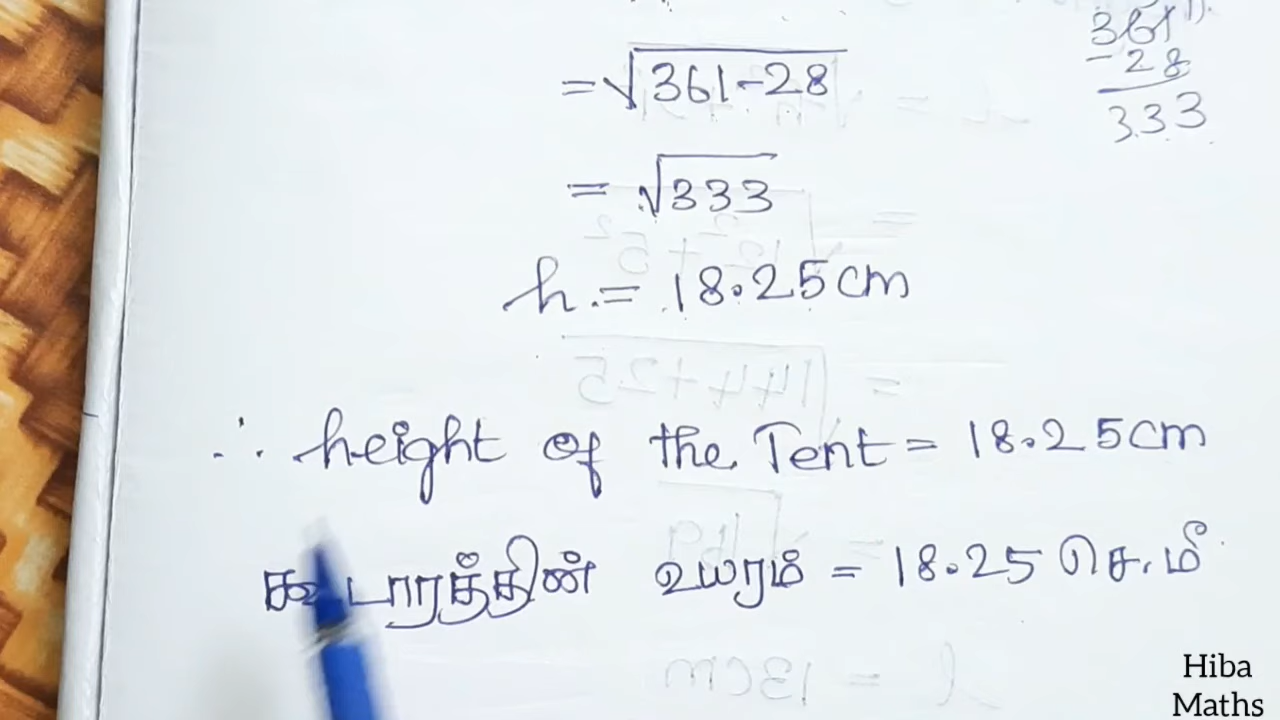 = √361-28
361
-28
333
= √333
h = 18.25cm
∴ height of the Tent = 18.25cm
கூடாரத்தின் உயரம் = 18.25 செ.மீ
Hiba
Maths